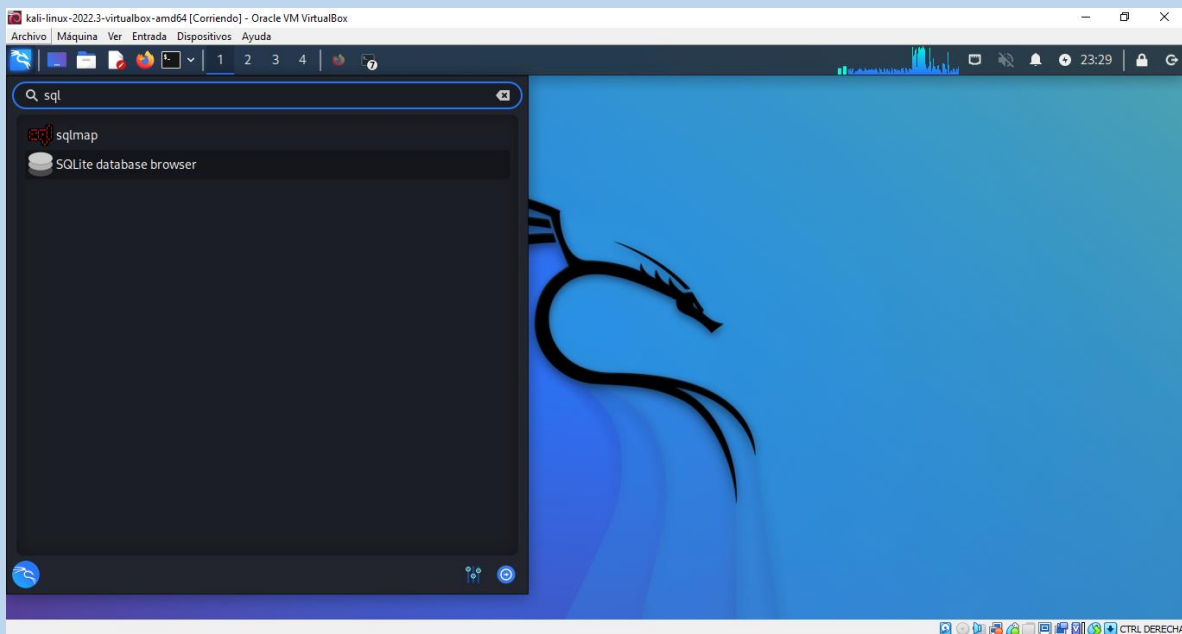 kali-linux-2022.3-virtualbox-amd64 [Corriendo] - Oracle VM VirtualBox
Archivo Máquina Ver Entrada Dispositivos Ayuda
1 2 3 4 7 23:29
sql
sqlmap
SQLite database browser
CTRL DERECHA